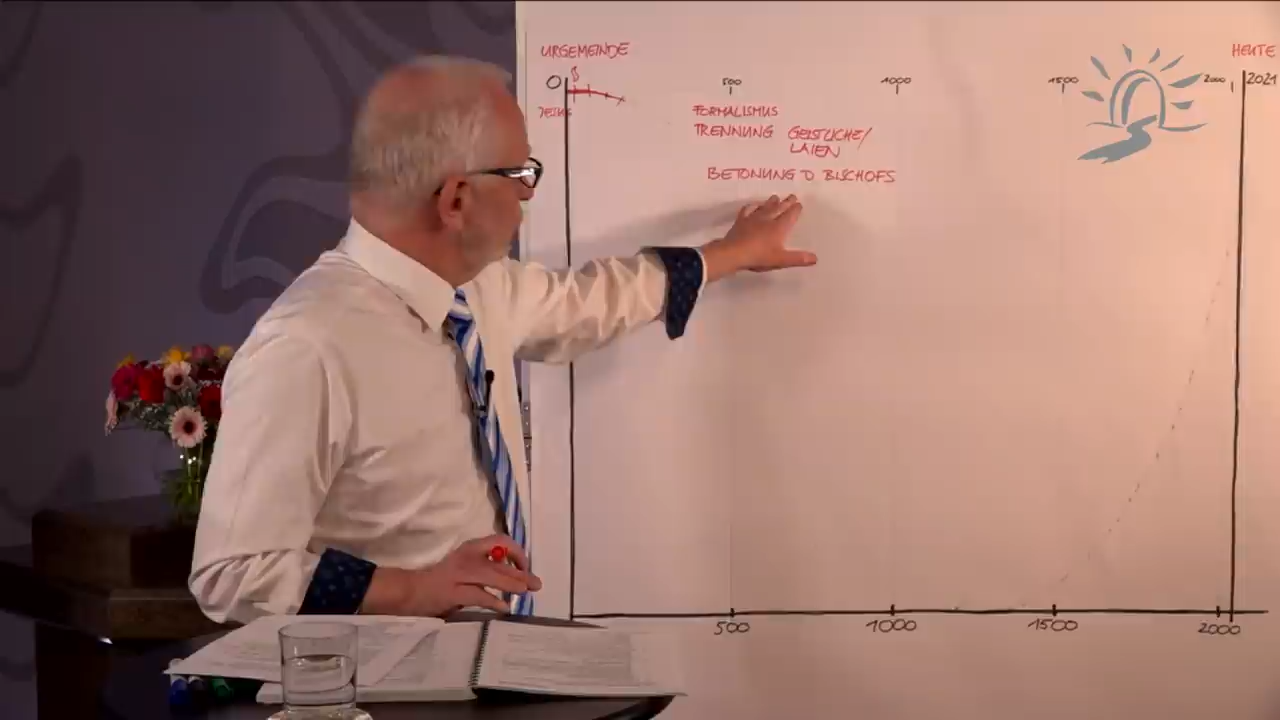 URGEMEINDE
HEUTE
0
500
1000
1500
2000
2021
JESUS
FORMALISMUS
TRENNUNG GEISTLICHE/
LAIEN
BETONUNG D BISCHOFS
500
1000
1500
2000